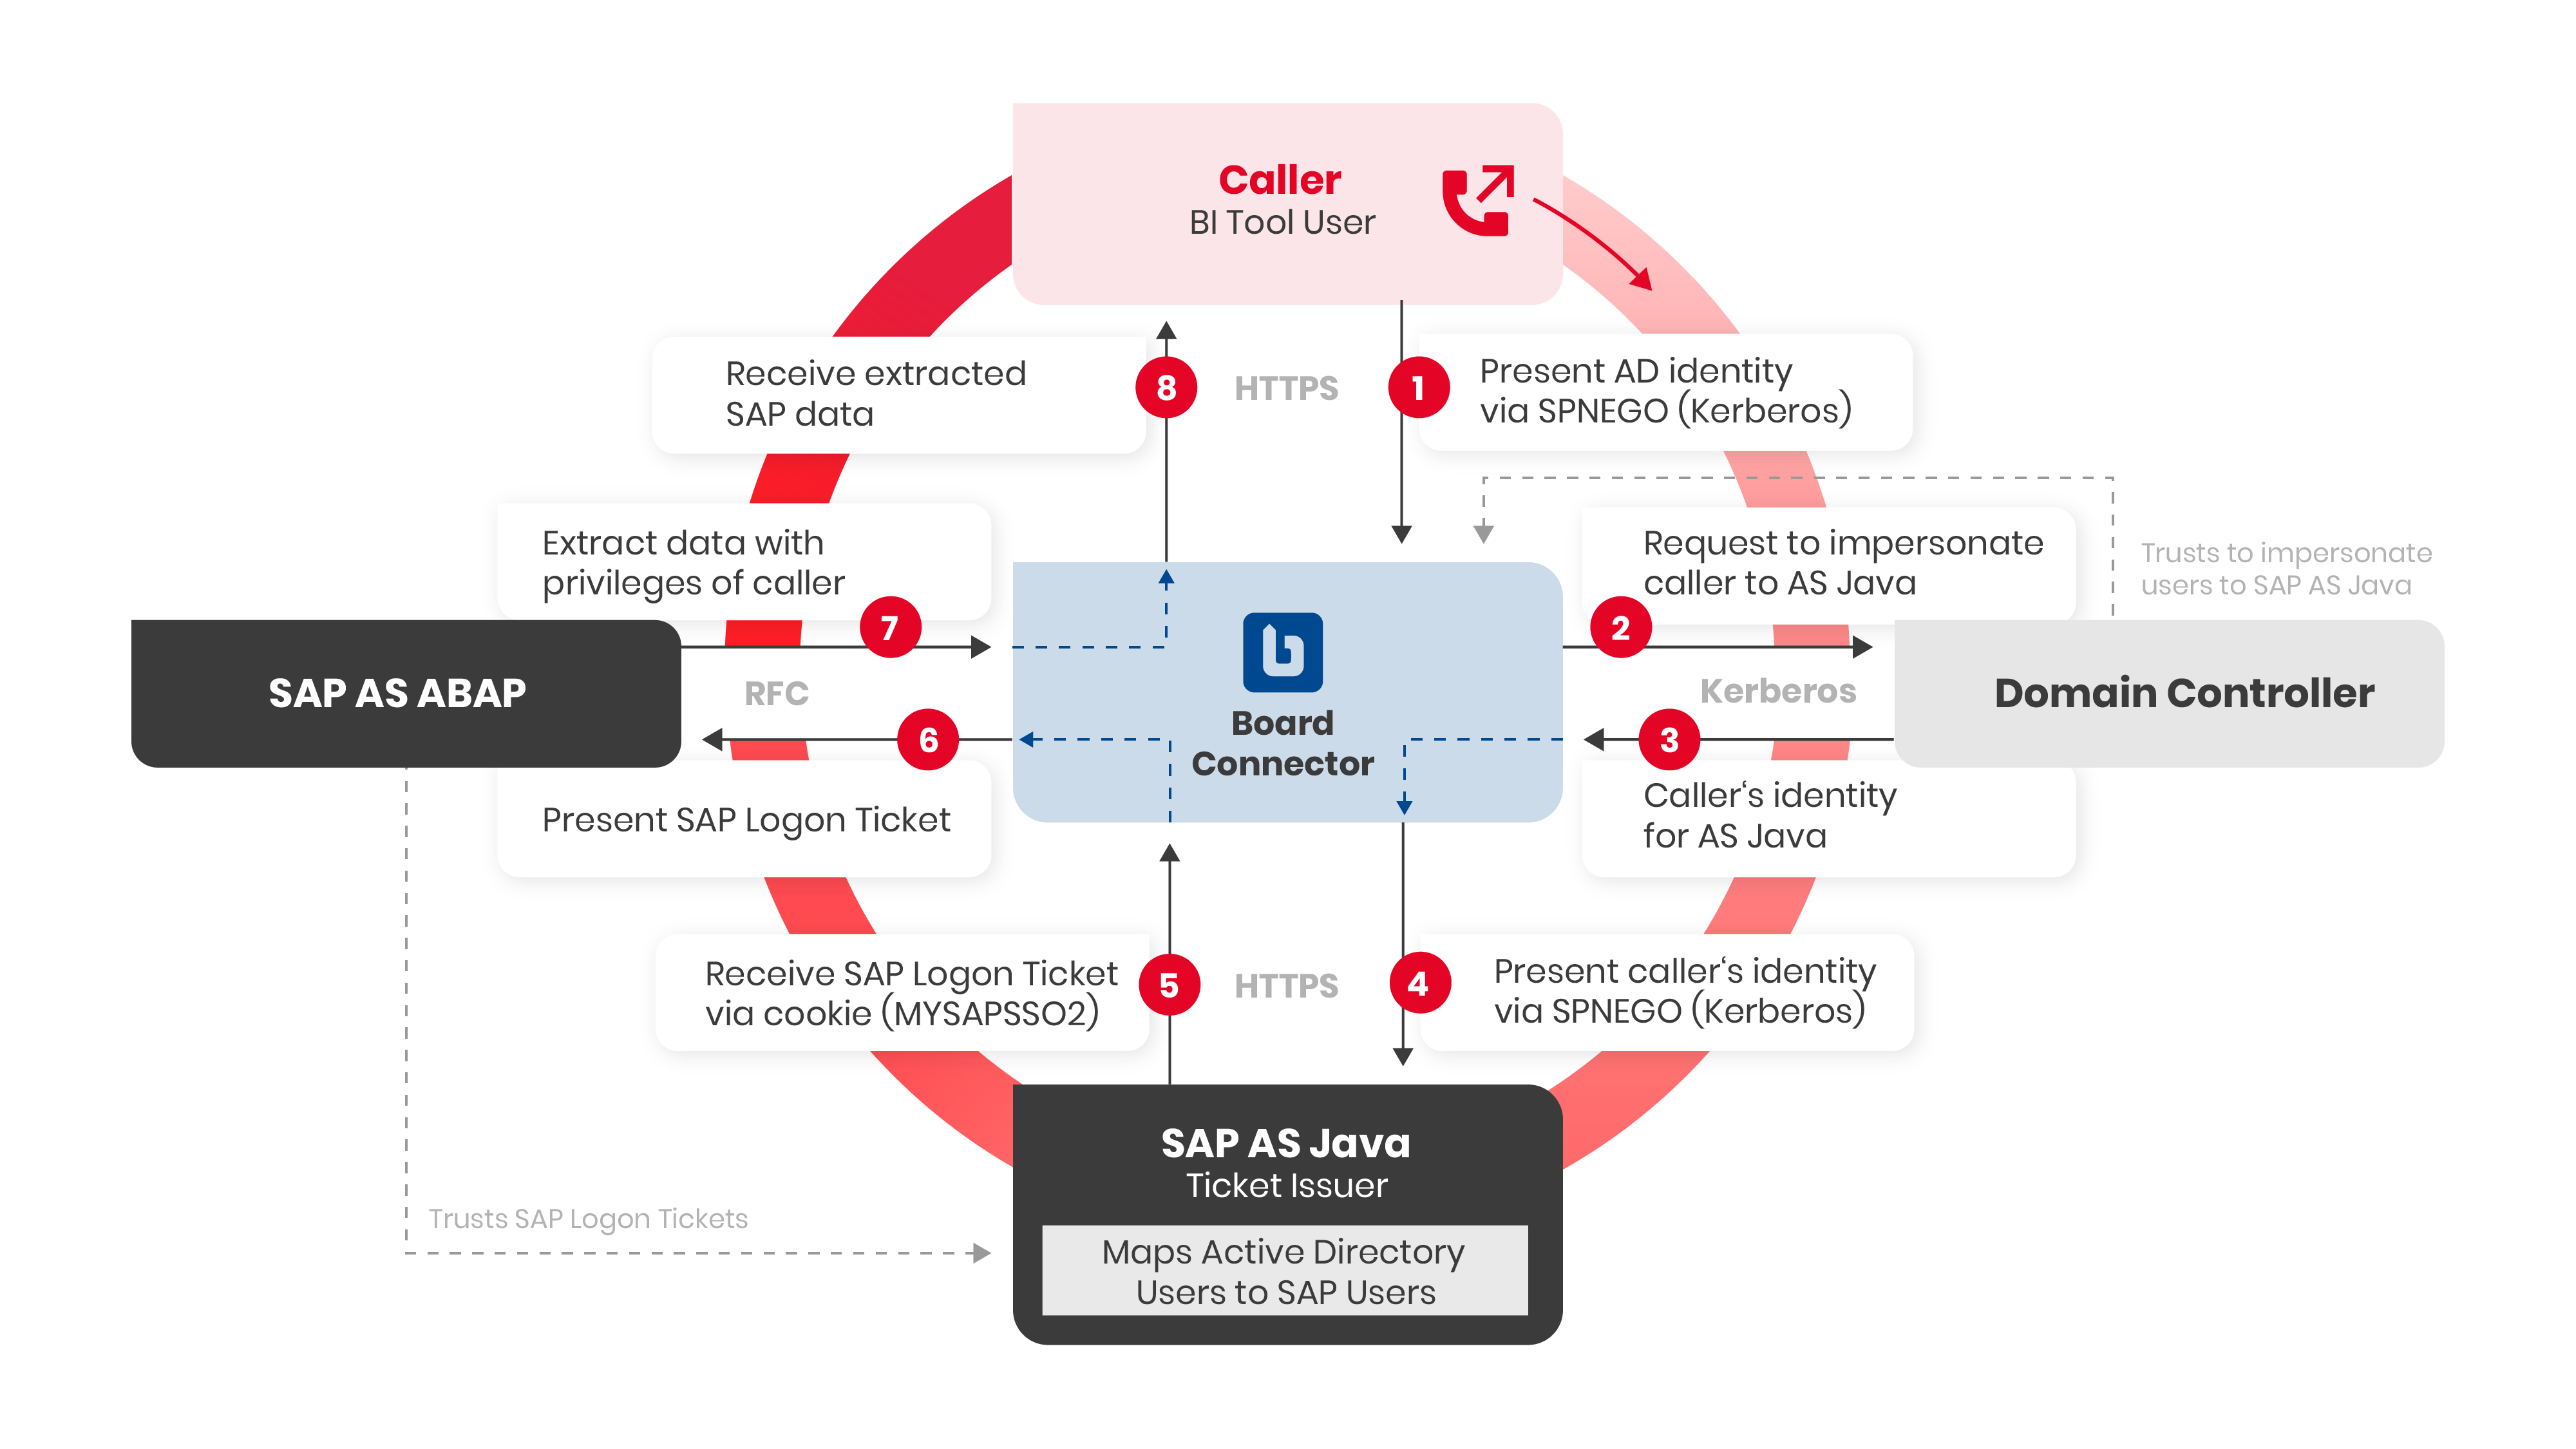 Caller
BI Tool User
Receive extracted
SAP data
8
HTTPS
1
Present AD identity
via SPNEGO (Kerberos)
Extract data with
privileges of caller
7
Request to impersonate
caller to AS Java
2
Trusts to impersonate
users to SAP AS Java
SAP AS ABAP
RFC
Board
Connector
Kerberos
Domain Controller
6
Present SAP Logon Ticket
3
Caller‘s identity
for AS Java
Receive SAP Logon Ticket
via cookie (MYSAPSSO2)
5
HTTPS
4
Present caller‘s identity
via SPNEGO (Kerberos)
SAP AS Java
Ticket Issuer
Trusts SAP Logon Tickets
Maps Active Directory
Users to SAP Users